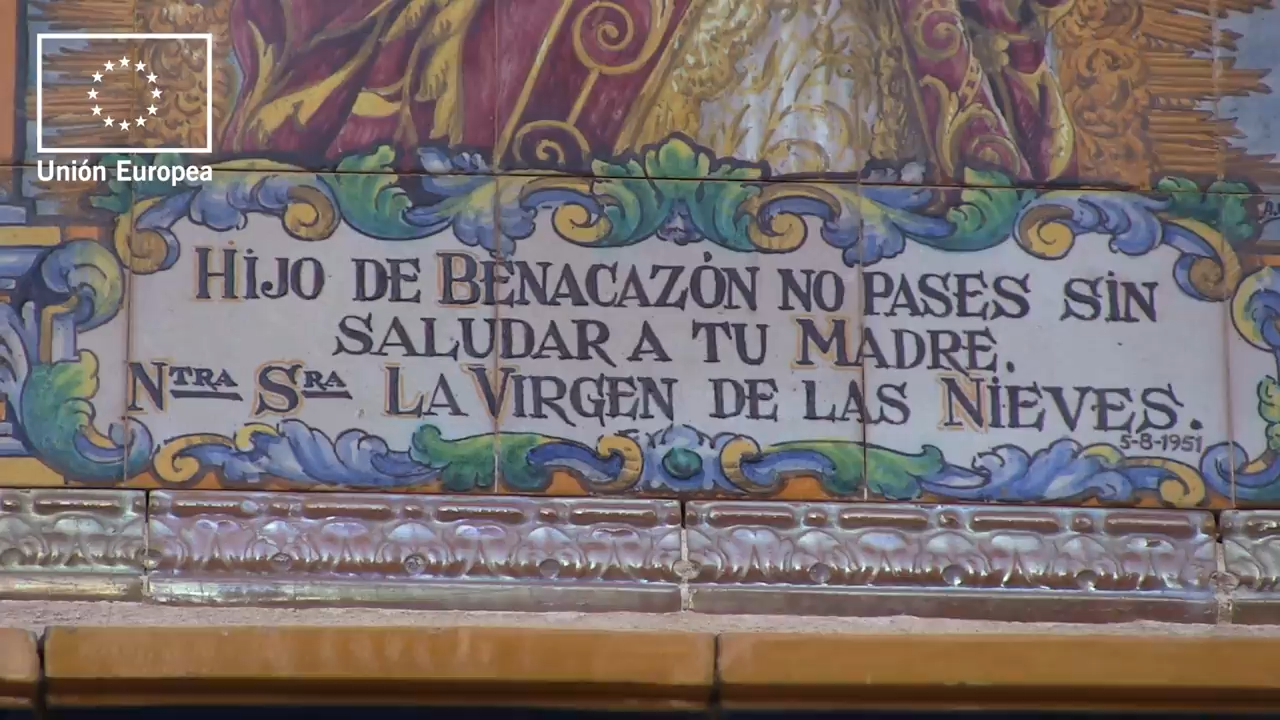 Unión Europea
HIJO DE BENACAZÓN NO PASES SIN
SALUDAR A TU MADRE.
NTRA SRA LA VIRGEN DE LAS NIEVES.
5-8-1951